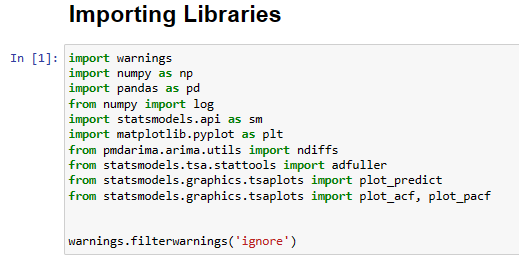 Importing Libraries
In [1]: import warnings
import numpy as np
import pandas as pd
from numpy import log
import statsmodels.api as sm
import matplotlib.pyplot as plt
from pmdarima.arima.utils import ndiffs
from statsmodels.tsa.stattools import adfuller
from statsmodels.graphics.tsaplots import plot_predict
from statsmodels.graphics.tsaplots import plot_acf, plot_pacf
warnings.filterwarnings('ignore')